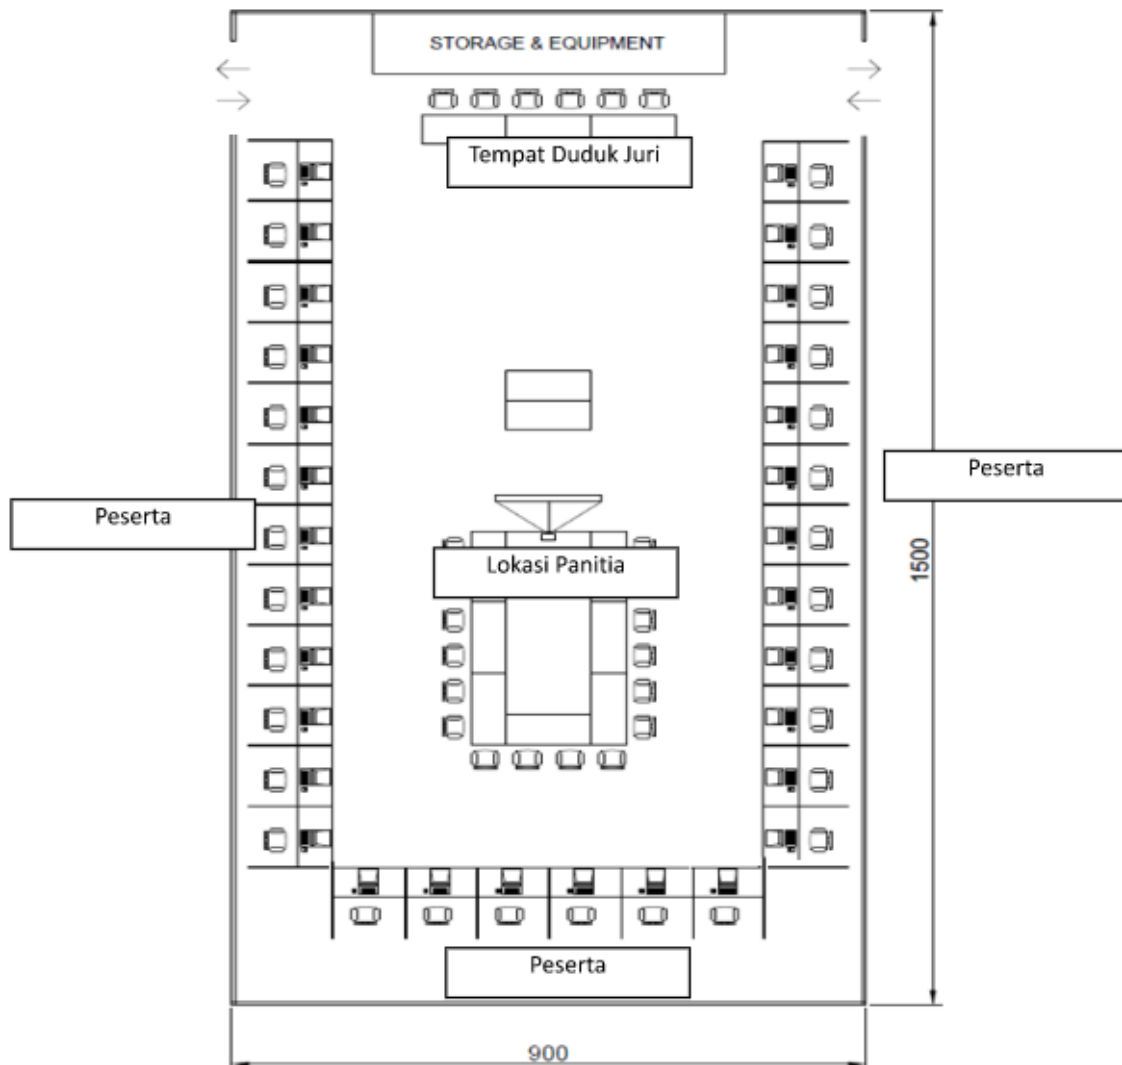 STORAGE & EQUIPMENT
Tempat Duduk Juri
Peserta
Peserta
Lokasi Panitia
1500
Peserta
900